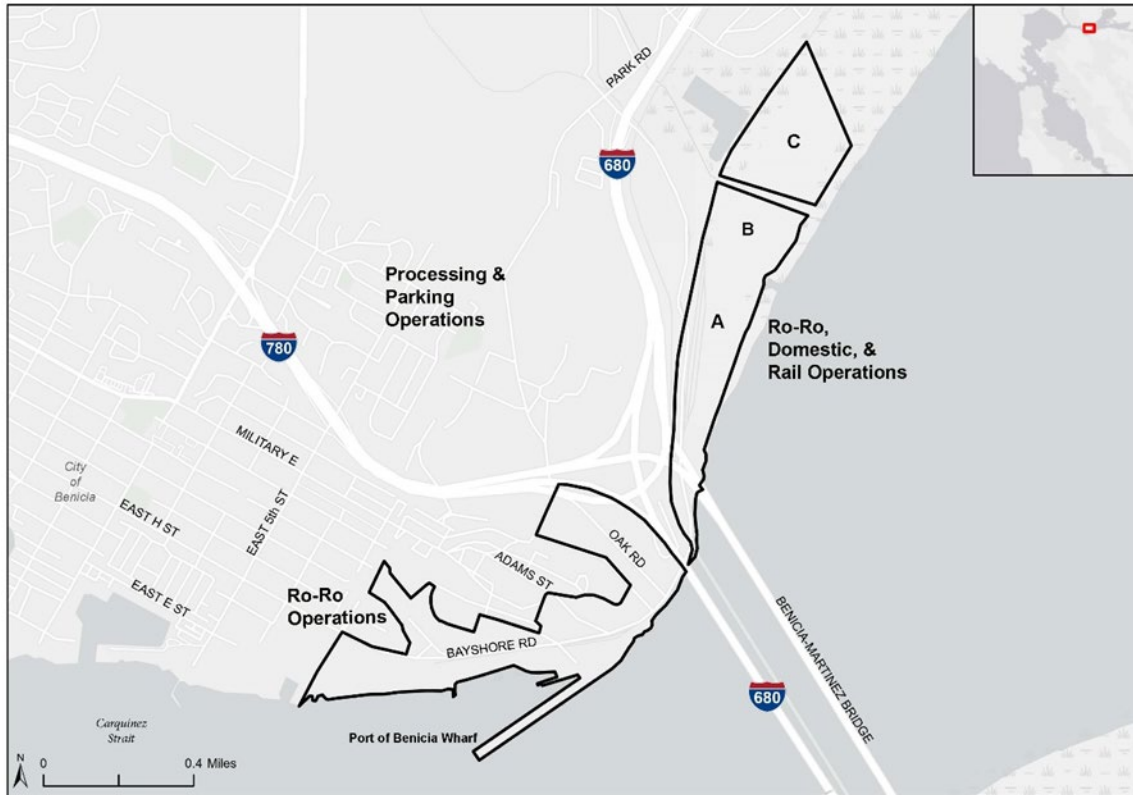 PARK RD
680
C
B
Processing &
Parking
Operations
A
Ro-Ro,
Domestic, &
Rail Operations
780
MILITARY E
City
of
Benicia
EAST 5th ST
EAST H ST
OAK RD
ADAMS ST
EAST E ST
Ro-Ro
Operations
BAYSHORE RD
BENICIA-MARTINEZ BRIDGE
680
Carquinez
Strait
Port of Benicia Wharf
N
0 0.4 Miles